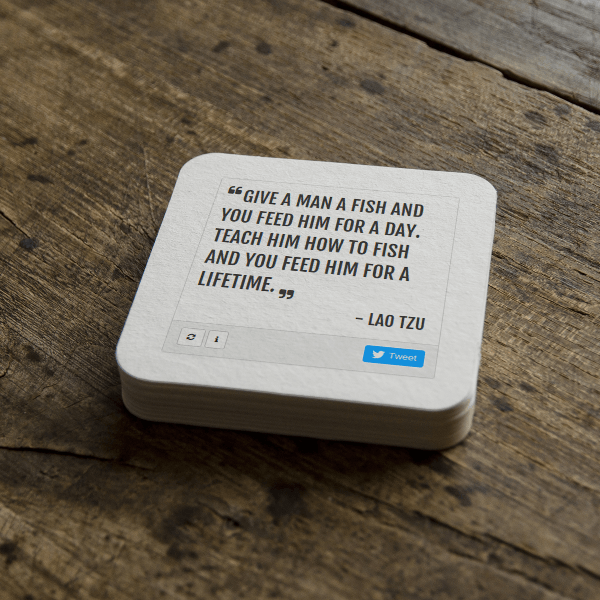 ❝GIVE A MAN A FISH AND
YOU FEED HIM FOR A DAY.
TEACH HIM HOW TO FISH
AND YOU FEED HIM FOR A
LIFETIME.❞
- LAO TZU
i Tweet